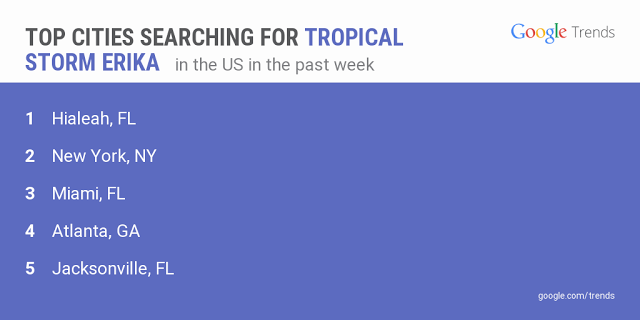 TOP CITIES SEARCHING FOR TROPICAL
STORM ERIKA in the US in the past week
Google Trends
1 Hialeah, FL
2 New York, NY
3 Miami, FL
4 Atlanta, GA
5 Jacksonville, FL
google.com/trends